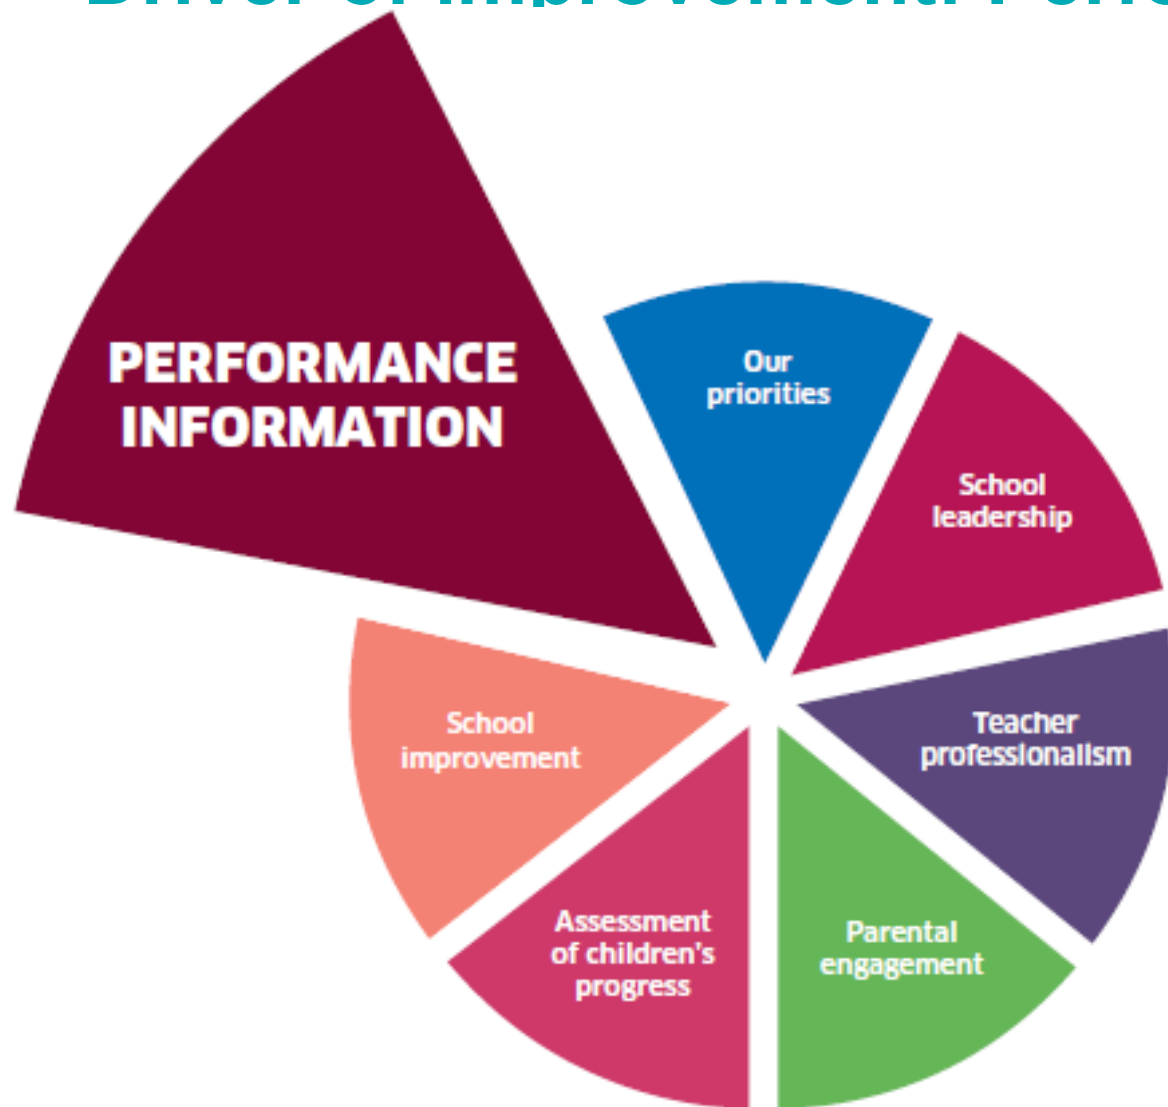 PERFORMANCE
INFORMATION
Our
priorities
School
leadership
Teacher
professionalism
Parental
engagement
Assessment
of children's
progress
School
improvement